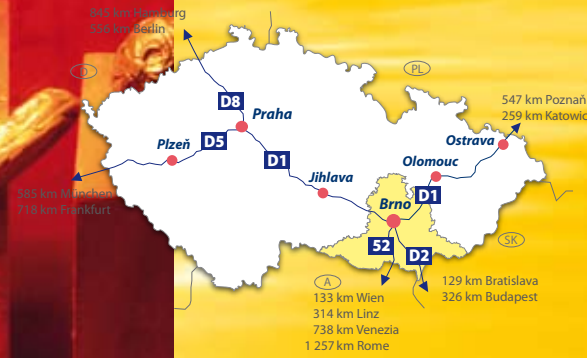 845 km Hamburg
556 km Berlin
D
PL
547 km Poznań
259 km Katowic
D8
Praha
Plzeň
D5
D1
Ostrava
Olomouc
Jihlava
D1
Brno
585 km München
718 km Frankfurt
52
D2
SK
A
129 km Bratislava
326 km Budapest
133 km Wien
314 km Linz
738 km Venezia
1 257 km Rome